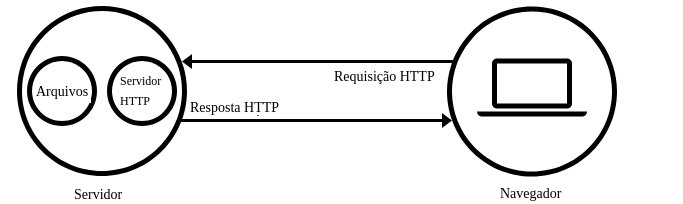 Arquivos
Servidor
HTTP
Requisição HTTP
Resposta HTTP
Servidor
Navegador